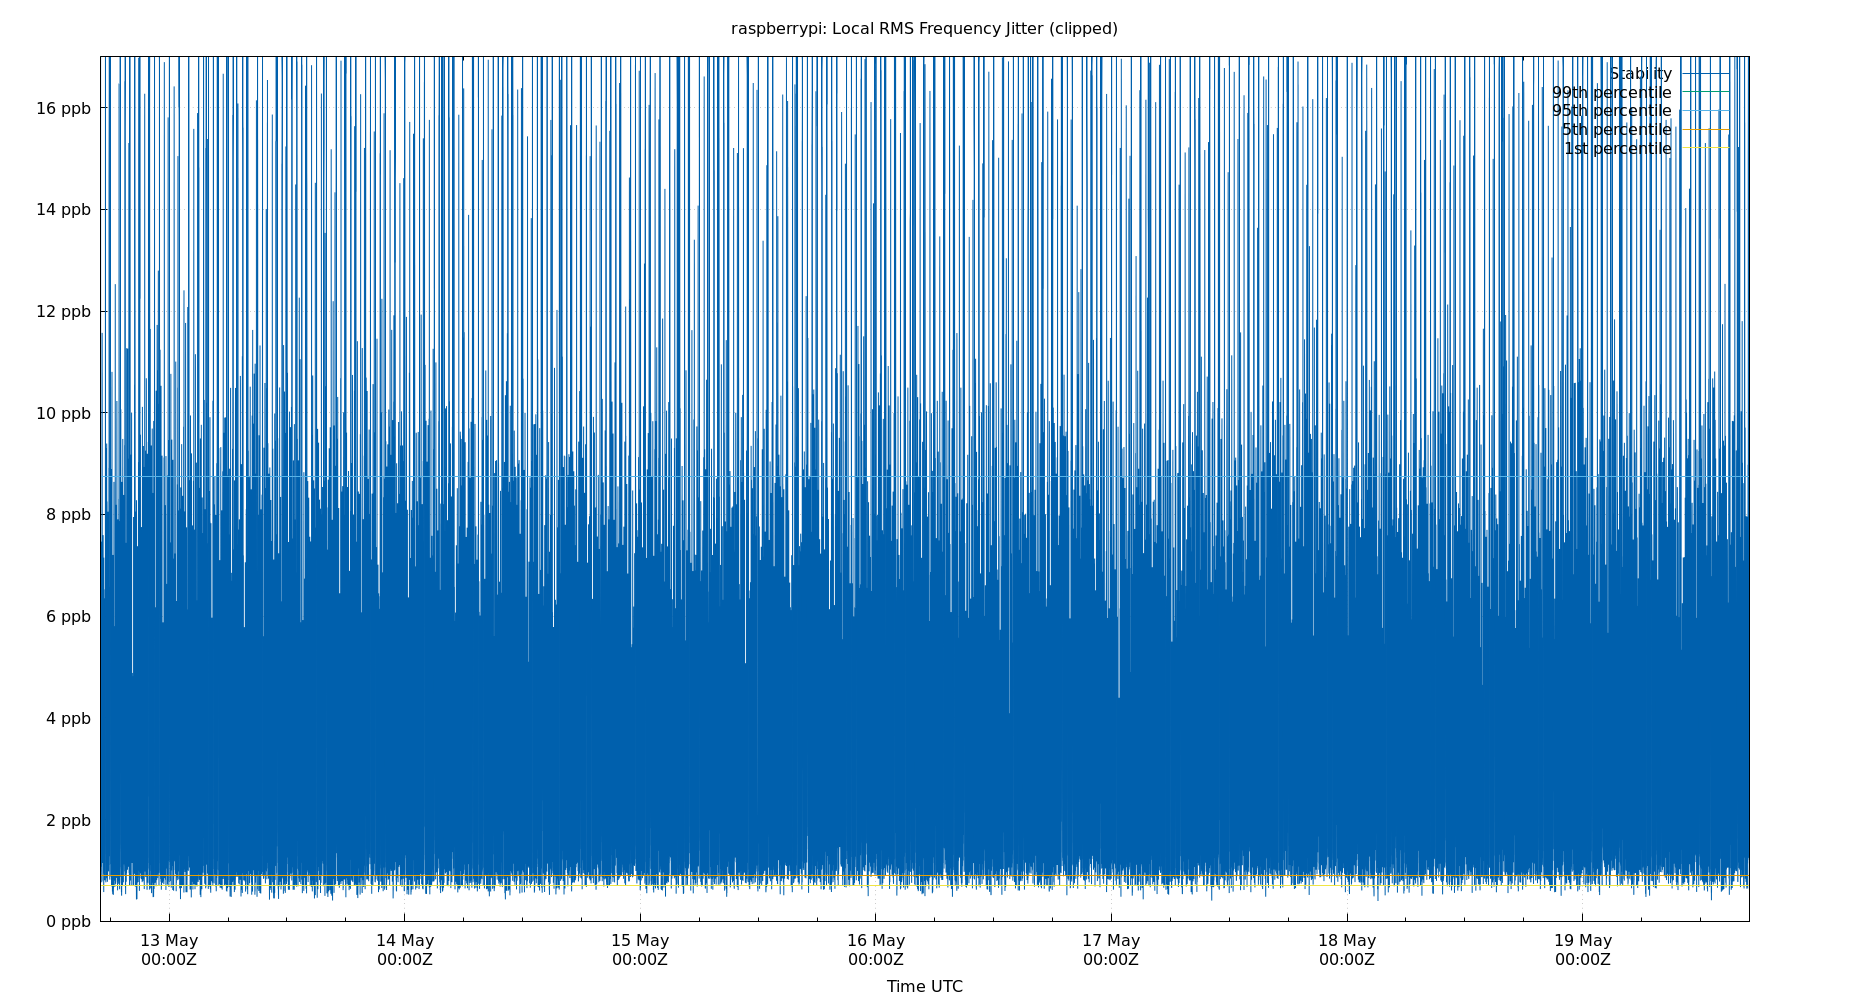 raspberrypi: Local RMS Frequency Jitter (clipped)
Stability
99th percentile
95th percentile
5th percentile
1st percentile
16 ppb
14 ppb
12 ppb
10 ppb
8 ppb
6 ppb
4 ppb
2 ppb
0 ppb
13 May 14 May 15 May 16 May 17 May 18 May 19 May
00:00Z 00:00Z 00:00Z 00:00Z 00:00Z 00:00Z 00:00Z
Time UTC